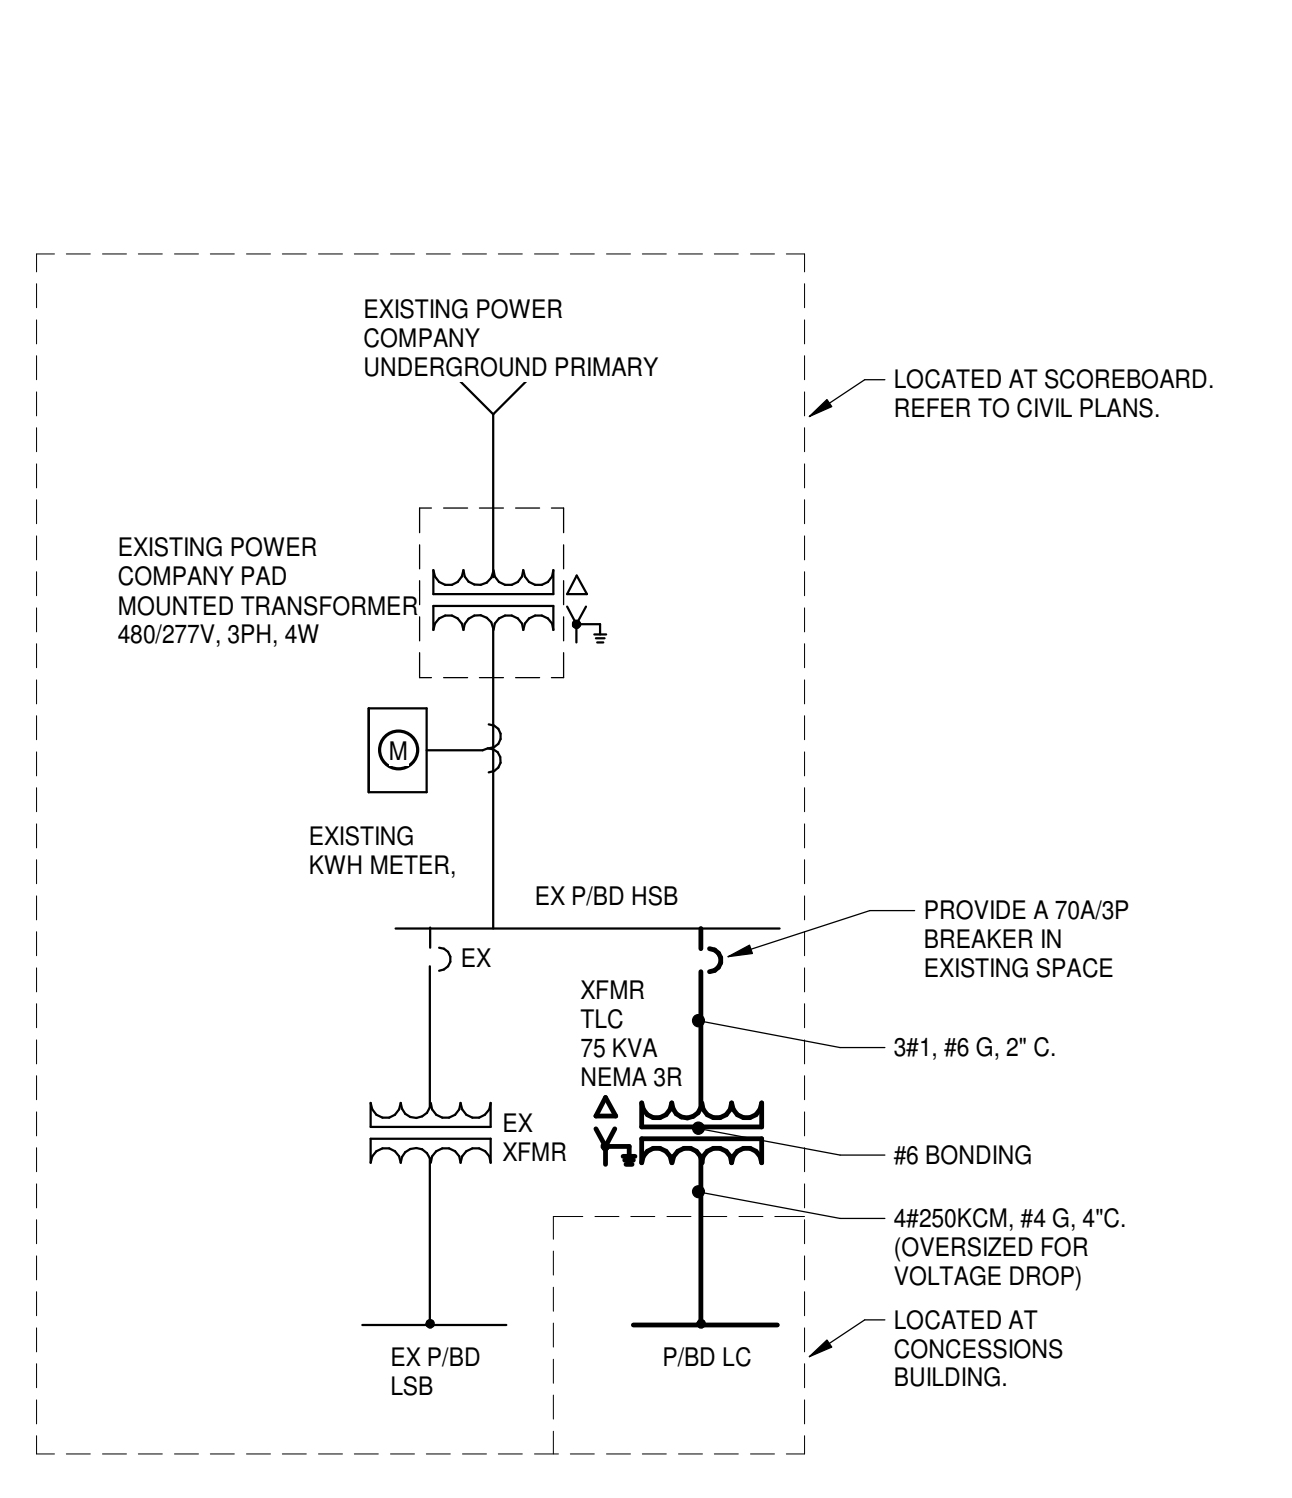 EXISTING POWER
COMPANY
UNDERGROUND PRIMARY
LOCATED AT SCOREBOARD.
REFER TO CIVIL PLANS.
EXISTING POWER
COMPANY PAD
MOUNTED TRANSFORMER
480/277V, 3PH, 4W
M
EXISTING
KWH METER,
EX P/BD HSB
PROVIDE A 70A/3P
BREAKER IN
EXISTING SPACE
EX
XFMR
TLC
75 KVA
NEMA 3R
3#1, #6 G, 2" C.
EX
XFMR
#6 BONDING
4#250KCM, #4 G, 4"C.
(OVERSIZED FOR
VOLTAGE DROP)
LOCATED AT
CONCESSIONS
BUILDING.
EX P/BD
LSB
P/BD LC